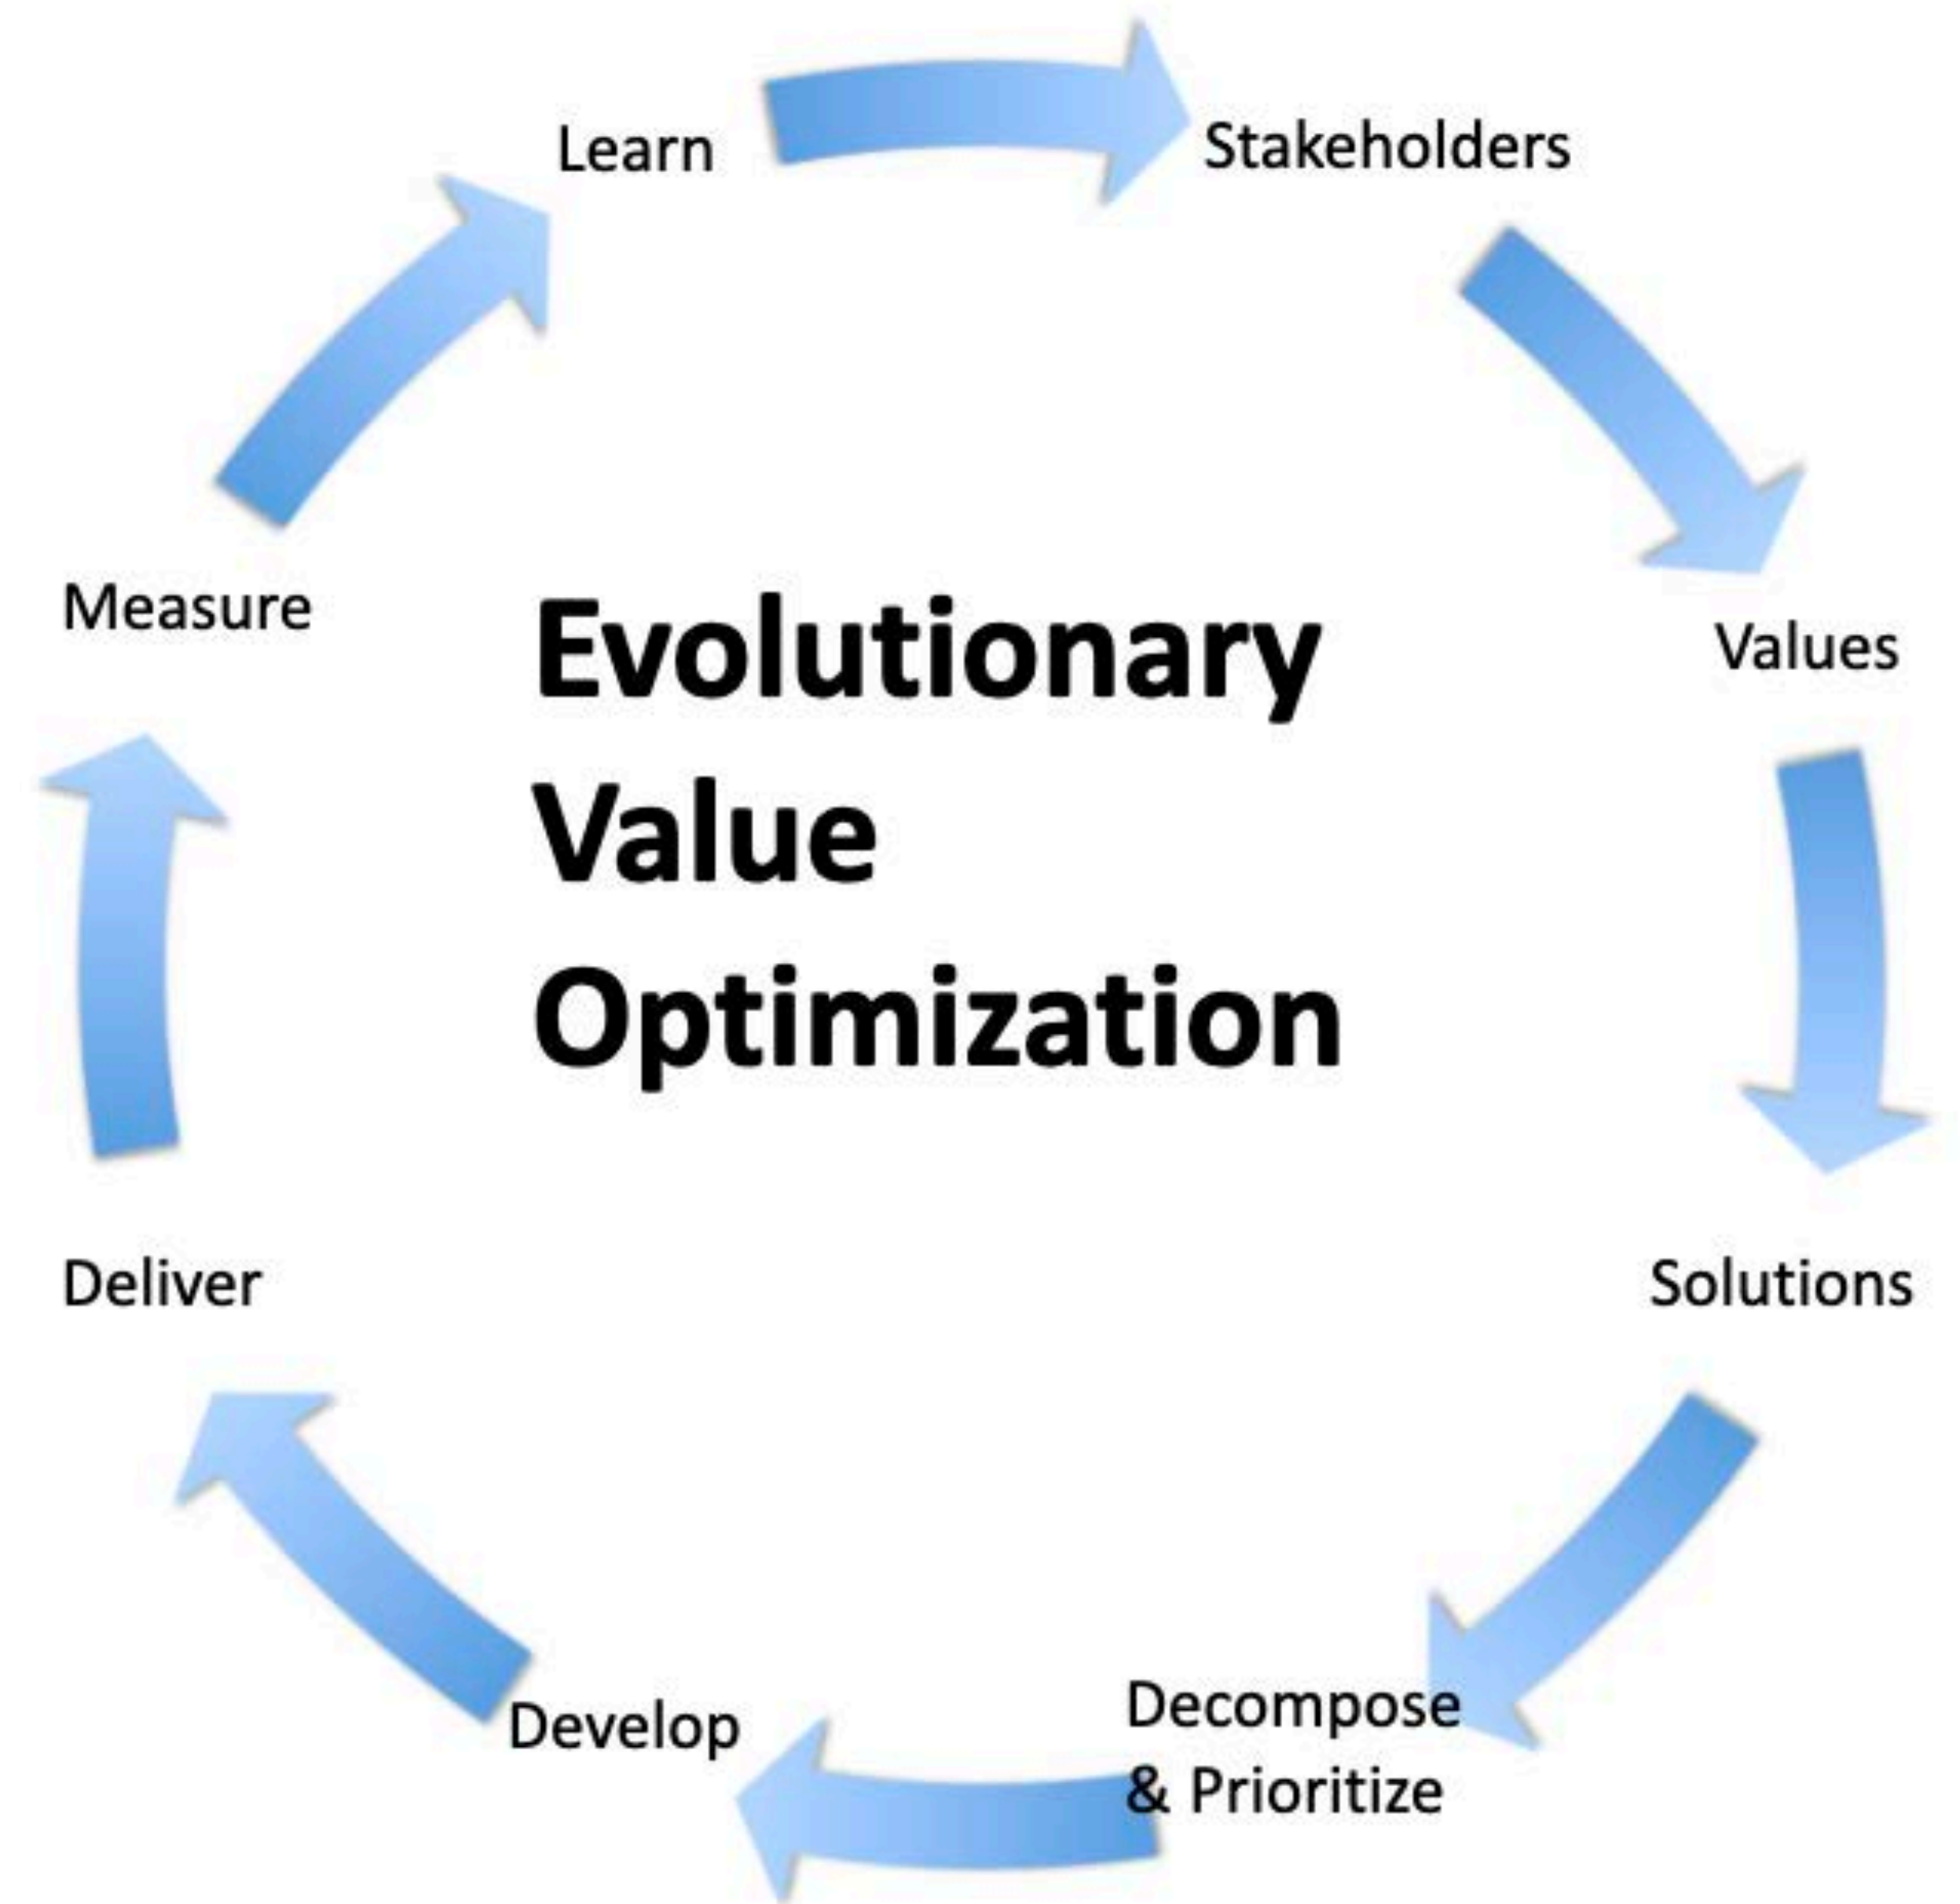 Learn
Stakeholders
Measure
Values
Evolutionary
Value
Optimization
Deliver
Solutions
Develop
Decompose
& Prioritize